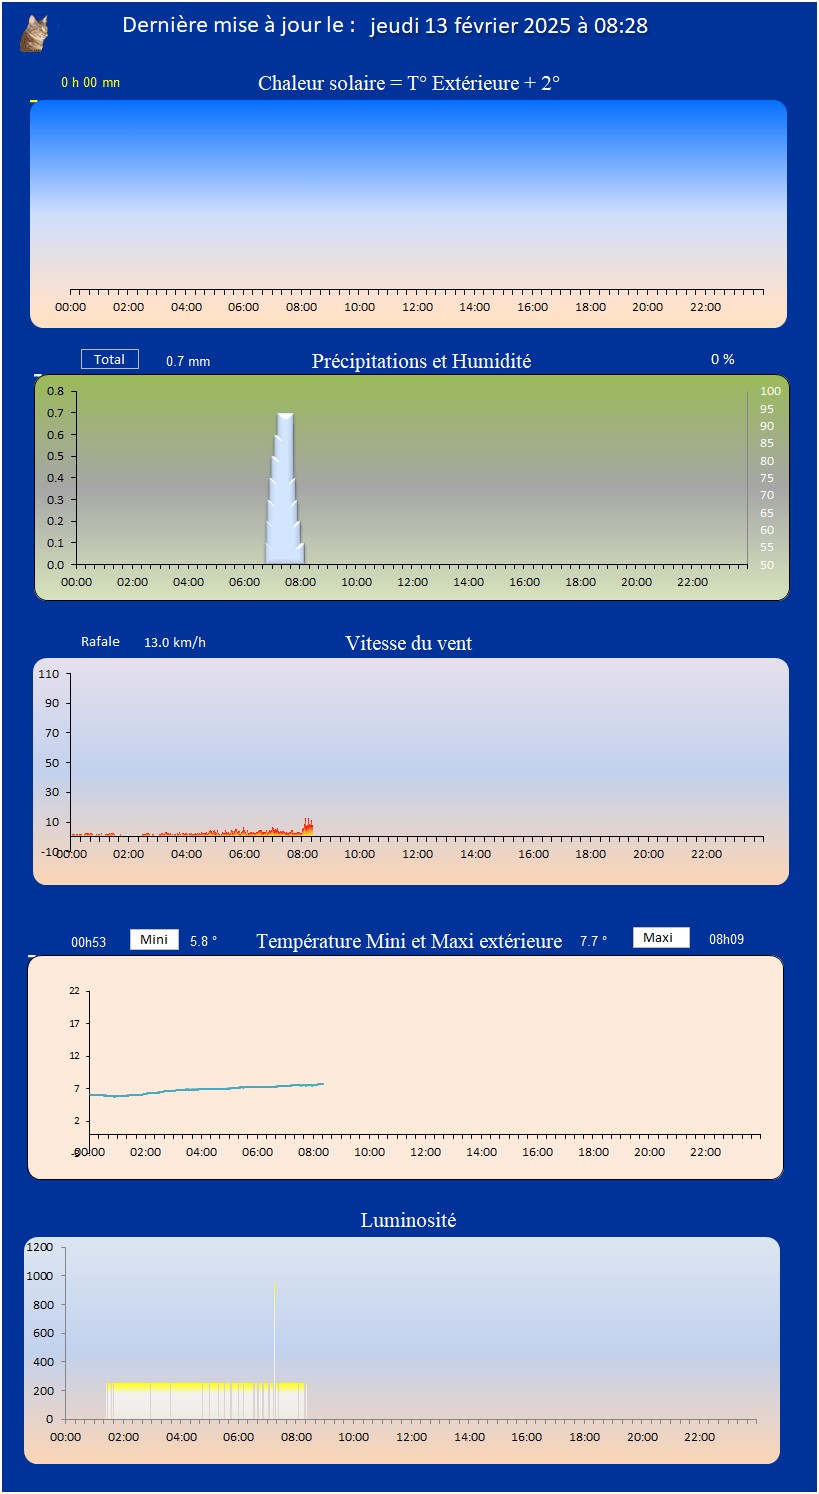 Dernière mise à jour le : jeudi 13 février 2025 à 08:28
0 h 00 mn Chaleur solaire = T° Extérieure + 2°
00:00 02:00 04:00 06:00 08:00 10:00 12:00 14:00 16:00 18:00 20:00 22:00
Total 0.7 mm Précipitations et Humidité 0 %
0.8 100
0.7 95
90
0.6 85
0.5 80
0.4 75
70
0.3 65
0.2 60
0.1 55
0.0 50
00:00 02:00 04:00 06:00 08:00 10:00 12:00 14:00 16:00 18:00 20:00 22:00
Rafale 13.0 km/h Vitesse du vent
110
90
70
50
30
10
-10 00:00 02:00 04:00 06:00 08:00 10:00 12:00 14:00 16:00 18:00 20:00 22:00
00h53 Mini 5.8 ° Température Mini et Maxi extérieure 7.7 ° Maxi 08h09
22
17
12
7
2
00:00 02:00 04:00 06:00 08:00 10:00 12:00 14:00 16:00 18:00 20:00 22:00
Luminosité
1200
1000
800
600
400
200
0
00:00 02:00 04:00 06:00 08:00 10:00 12:00 14:00 16:00 18:00 20:00 22:00